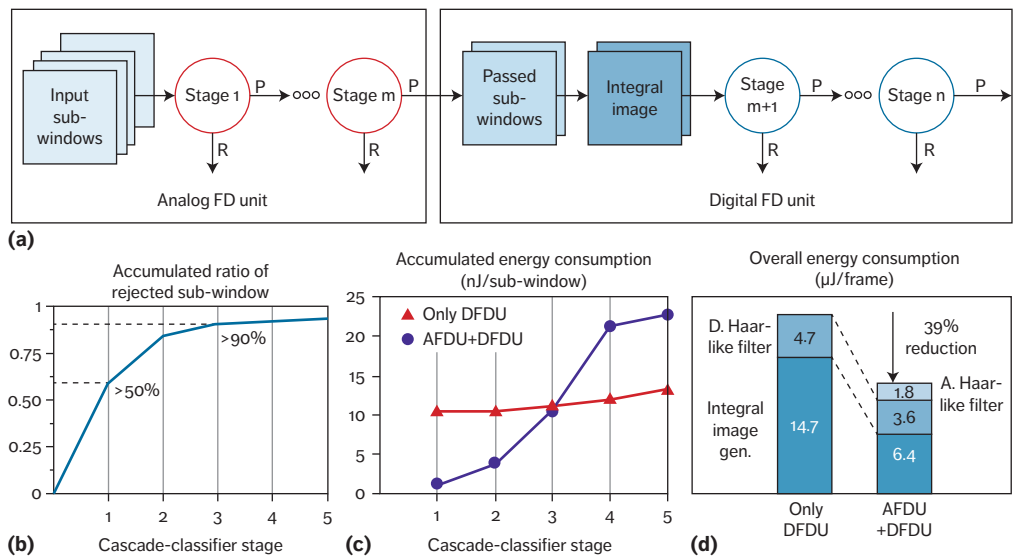 Input
sub-
windows
Stage 1
P
R
Stage m
P
R
Analog FD unit
Passed
sub-
windows
Integral
image
Stage
m+1
P
R
Stage n
P
R
Digital FD unit
(a)
Accumulated ratio of
rejected sub-window
1
0.75
0.50
0.25
0
>50%
>90%
1
2
3
4
5
Cascade-classifier stage
(b)
Accumulated energy consumption
(nJ/sub-window)
25
20
15
10
5
0
Only DFDU
AFDU+DFDU
1
2
3
4
5
Cascade-classifier stage
(c)
Overall energy consumption
(μJ/frame)
D. Haar-
like filter
4.7
39%
reduction
1.8
A. Haar-
like filter
3.6
Integral
image
gen.
14.7
6.4
Only
DFDU
AFDU
+DFDU
(d)